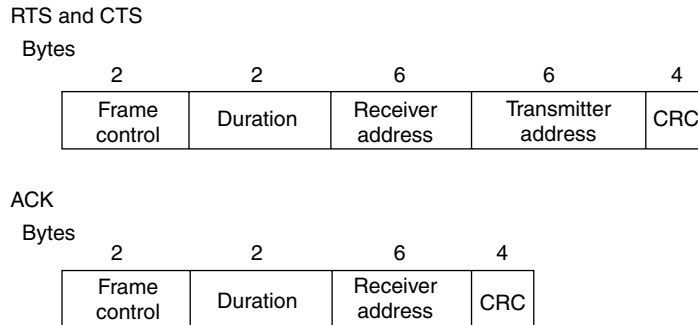 RTS and CTS
Bytes
2 2 6 6 4
Frame control Duration Receiver address Transmitter address CRC
ACK
Bytes
2 2 6 4
Frame control Duration Receiver address CRC